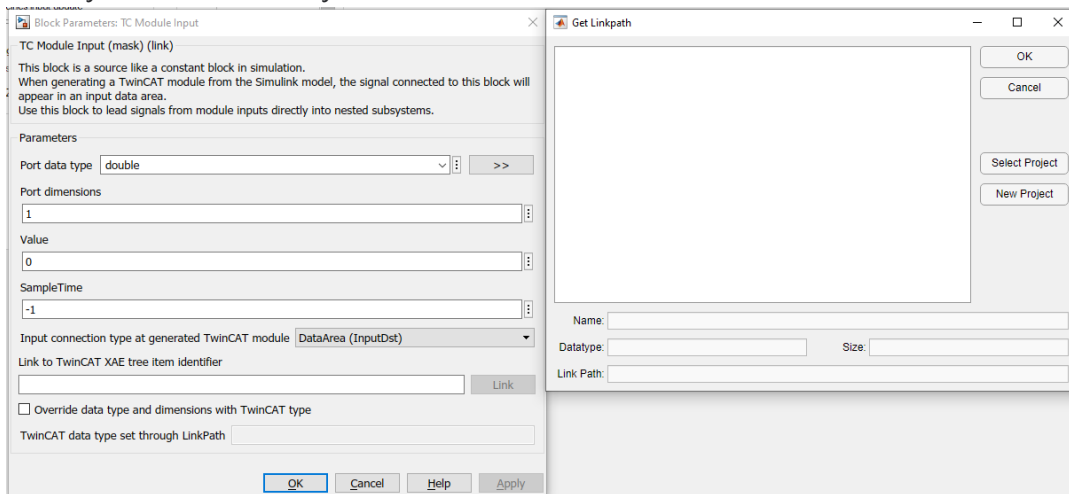 Block Parameters: TC Module Input
TC Module Input (mask) (link)
This block is a source like a constant block in simulation.
When generating a TwinCAT module from the Simulink model, the signal connected to this block will
appear in an input data area.
Use this block to lead signals from module inputs directly into nested subsystems.
Parameters
Port data type double >>
Port dimensions
1
Value
0
SampleTime
-1
Input connection type at generated TwinCAT module DataArea (InputDst)
Link to TwinCAT XAE tree item identifier
Link
Override data type and dimensions with TwinCAT type
TwinCAT data type set through LinkPath
OK Cancel Help Apply
Get Linkpath
OK
Cancel
Select Project
New Project
Name:
Datatype: Size:
Link Path: